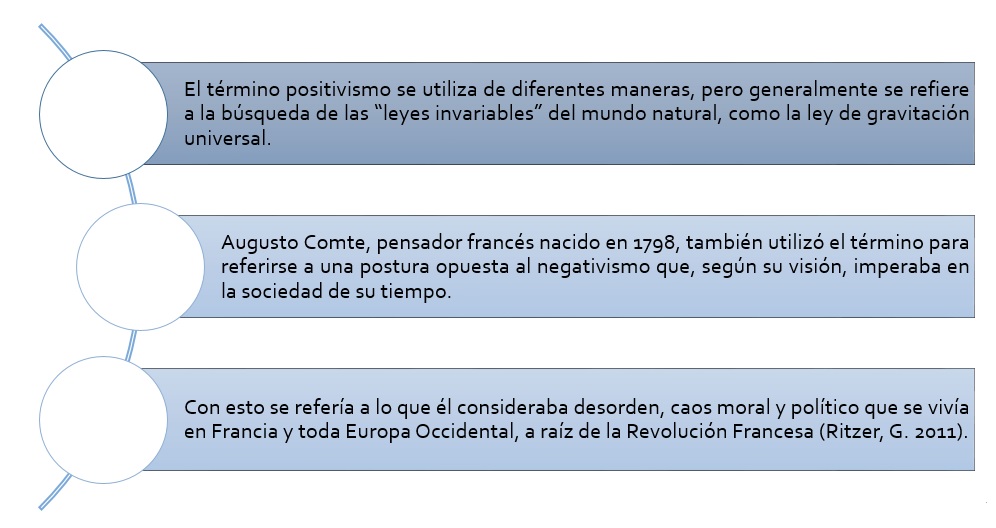 El término positivismo se utiliza de diferentes maneras, pero generalmente se refiere
a la búsqueda de las “leyes invariables” del mundo natural, como la ley de gravitación
universal.
Augusto Comte, pensador francés nacido en 1798, también utilizó el término para
referirse a una postura opuesta al negativismo que, según su visión, imperaba en
la sociedad de su tiempo.
Con esto se refería a lo que él consideraba desorden, caos moral y político que se vivía
en Francia y toda Europa Occidental, a raíz de la Revolución Francesa (Ritzer, G. 2011).